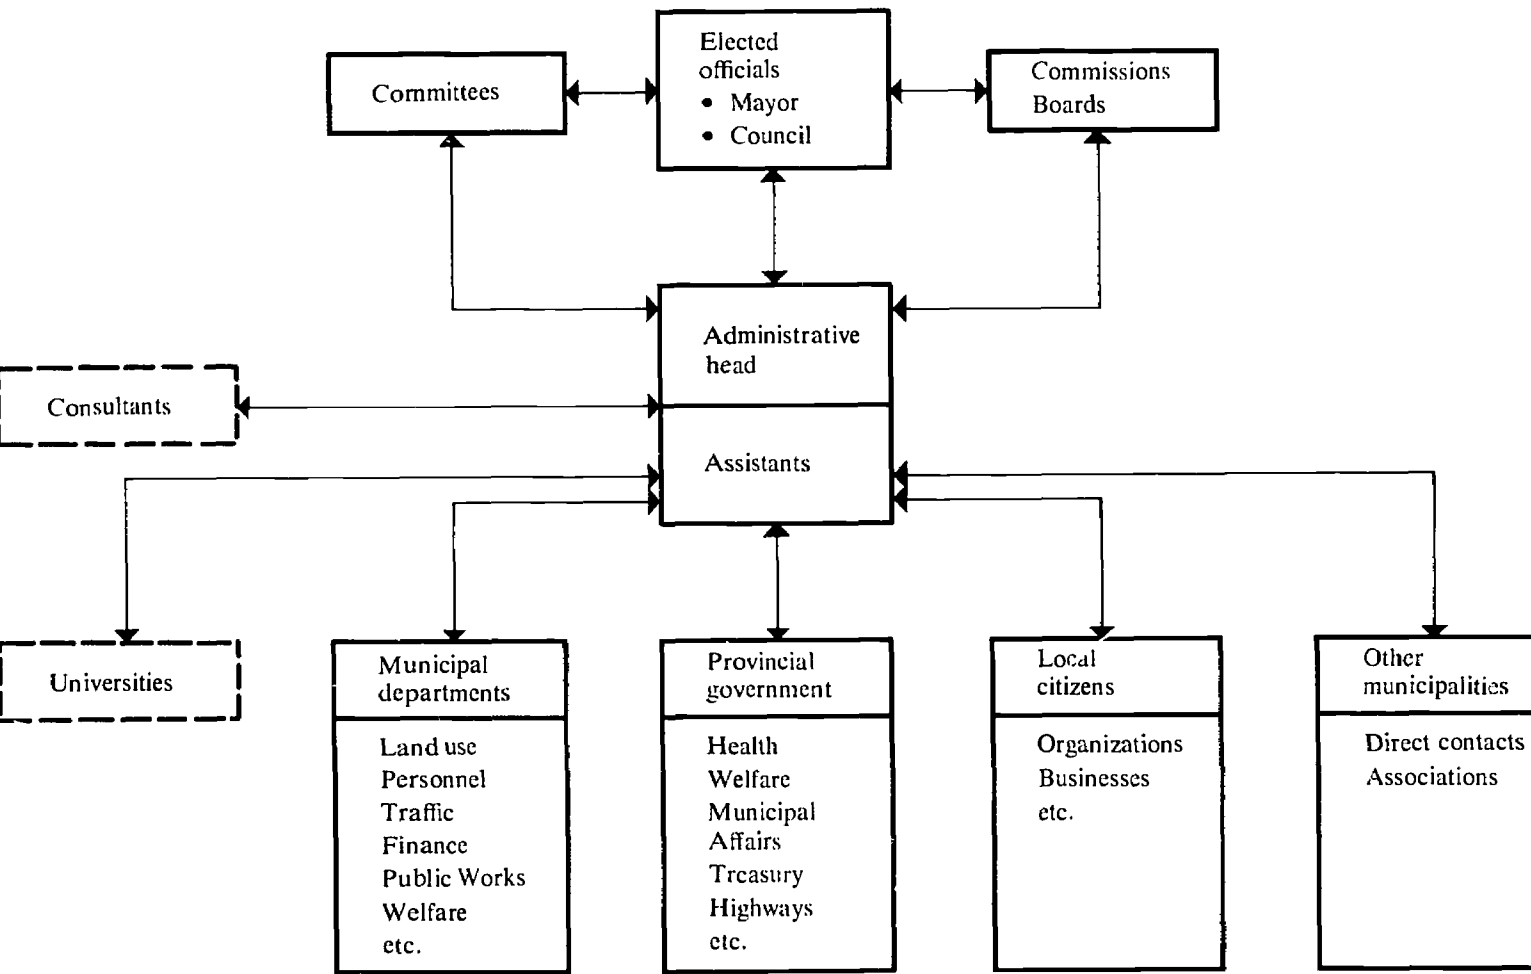 Committees
Elected
officials
• Mayor
• Council
Commissions
Boards
Administrative
head
Consultants
Assistants
Universities
Municipal
departments
Land use
Personnel
Traffic
Finance
Public Works
Welfare
etc.
Provincial
government
Health
Welfare
Municipal
Affairs
Treasury
Highways
etc.
Local
citizens
Organizations
Businesses
etc.
Other
municipalities
Direct contacts
Associations